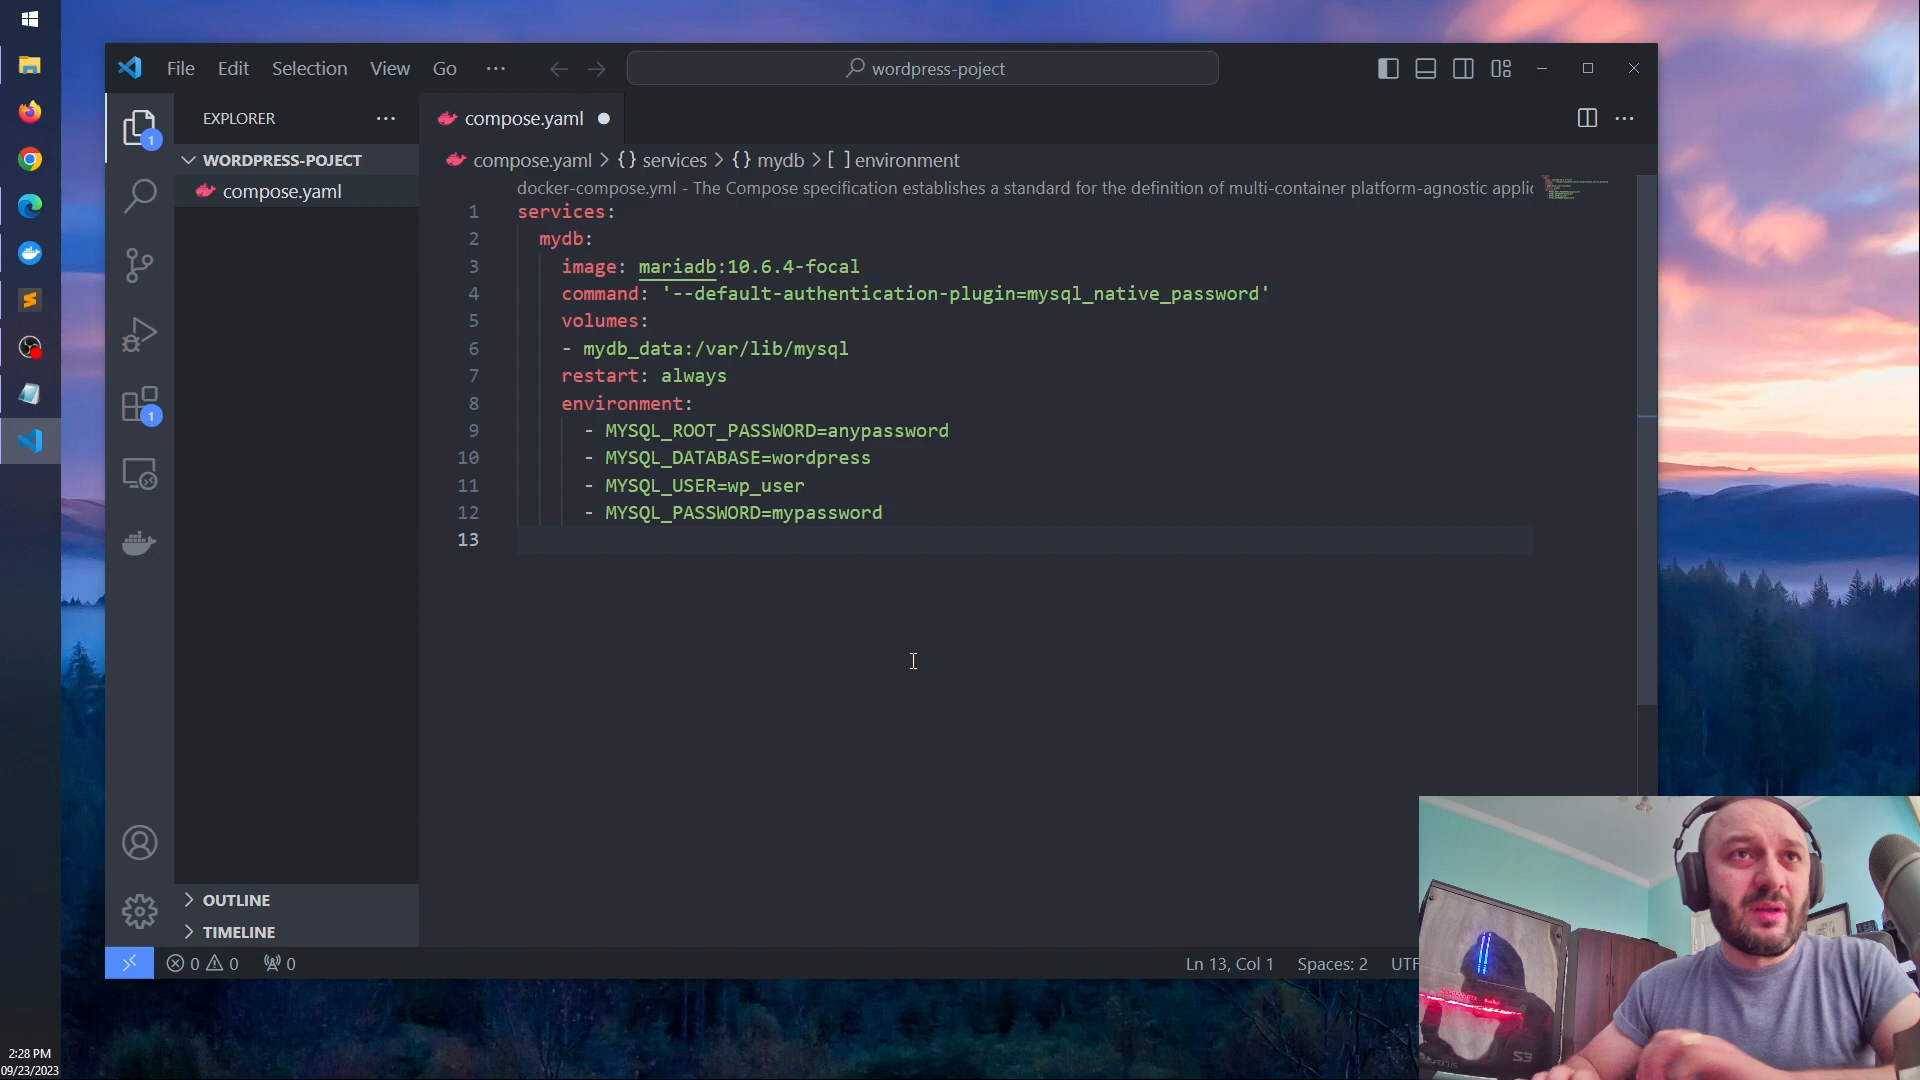 File Edit Selection View Go ··· wordpress-poject
EXPLORER ···
compose.yaml
WORDPRESS-POJECT
compose.yaml > {} services > {} mydb > [ ] environment
compose.yaml
docker-compose.yml - The Compose specification establishes a standard for the definition of multi-container platform-agnostic applic
1 services:
2 mydb:
3 image: mariadb:10.6.4-focal
4 command: '--default-authentication-plugin=mysql_native_password'
5 volumes:
6 - mydb_data:/var/lib/mysql
7 restart: always
8 environment:
9 - MYSQL_ROOT_PASSWORD=anypassword
10 - MYSQL_DATABASE=wordpress
11 - MYSQL_USER=wp_user
12 - MYSQL_PASSWORD=mypassword
13
1
1
OUTLINE
TIMELINE
0 0 0
Ln 13, Col 1 Spaces: 2 UTF
2:28 PM
09/23/2023
S3